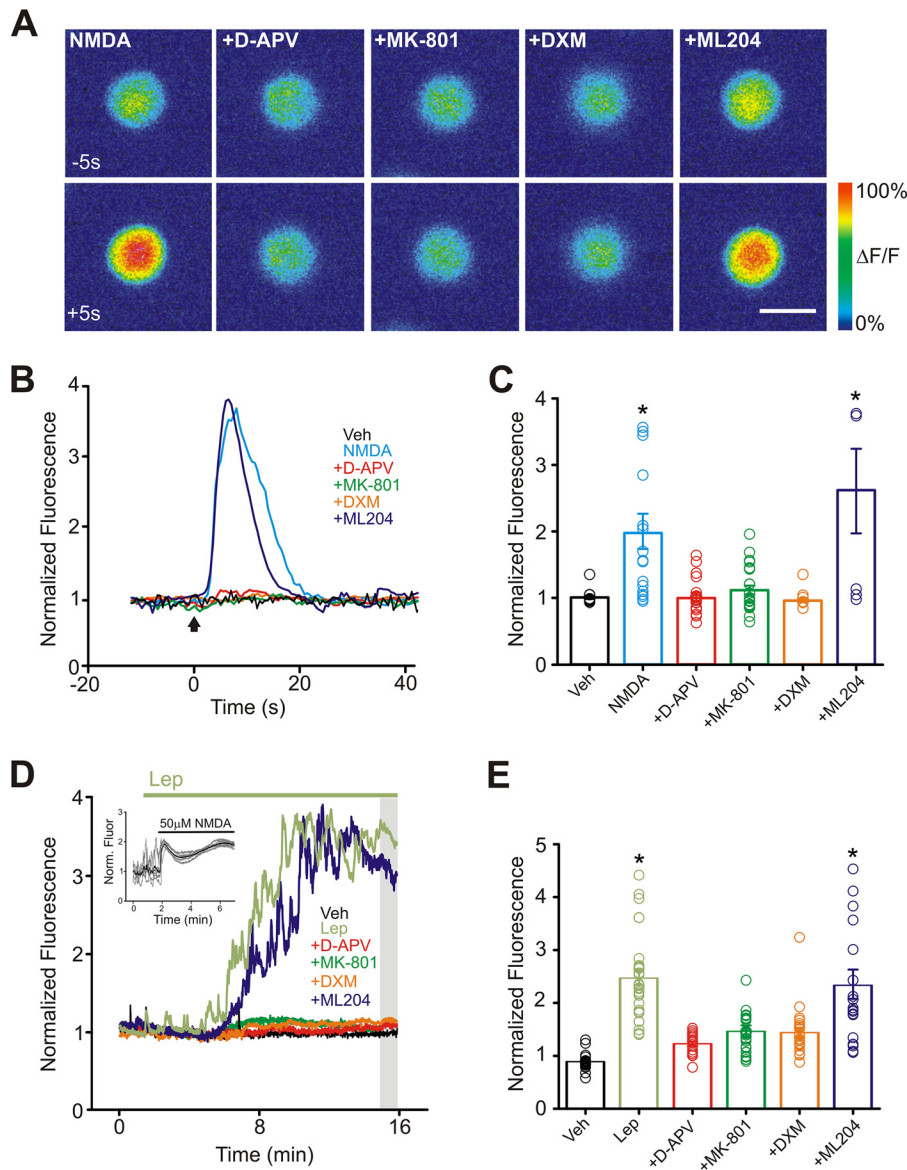 A
NMDA +D-APV +MK-801 +DXM +ML204
-5s
+5s
100%
ΔF/F
0%
B
Normalized Fluorescence
4
3
2
1
0
-20 0 20 40
Time (s)
Veh
NMDA
+D-APV
+MK-801
+DXM
+ML204
C
Normalized Fluorescence
4
3
2
1
0
* *
Veh NMDA +D-APV +MK-801 +DXM +ML204
D
Lep
Normalized Fluorescence
4
3
2
1
0
0 8 16
Time (min)
Norm. Fluor
3
2
1
0
50μM NMDA
0 2 4 6
Time (min)
Veh
Lep
+D-APV
+MK-801
+DXM
+ML204
E
Normalized Fluorescence
5
4
3
2
1
0
* *
Veh Lep +D-APV +MK-801 +DXM +ML204